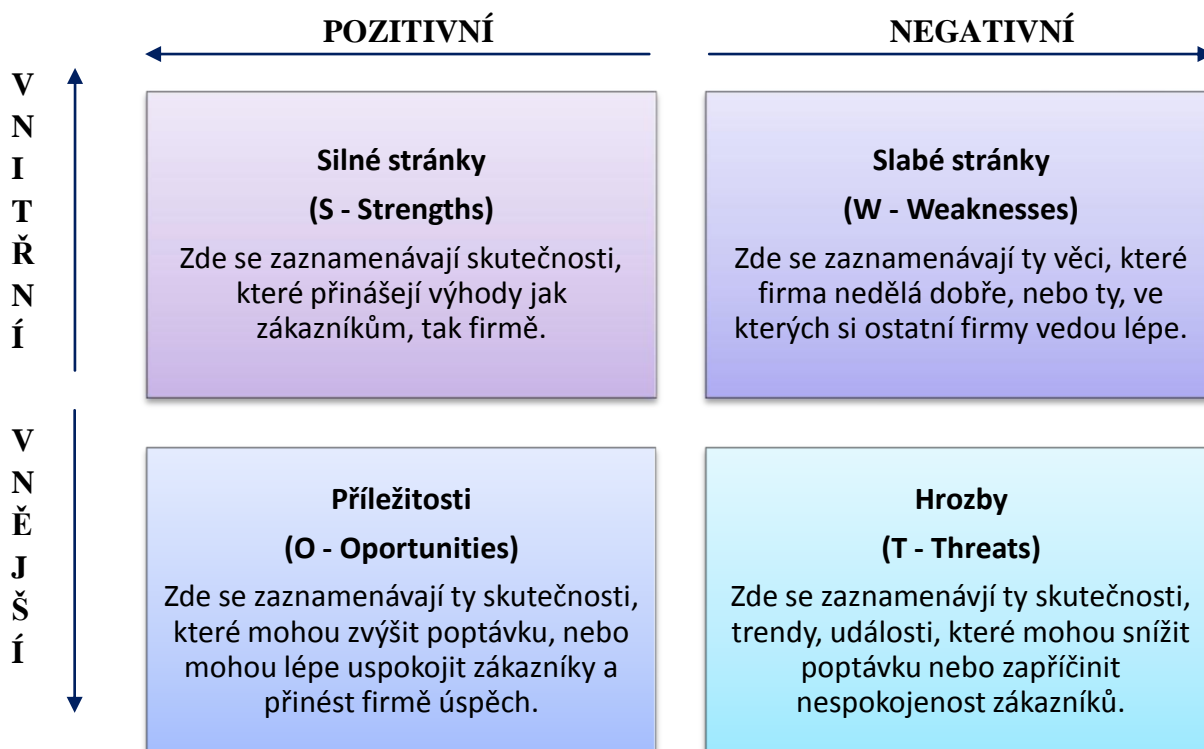 POZITIVNÍ
NEGATIVNÍ
V
N
I
T
Ř
N
Í
Silné stránky
(S - Strengths)
Zde se zaznamenávají skutečnosti,
které přinášejí výhody jak
zákazníkům, tak firmě.
Slabé stránky
(W - Weaknesses)
Zde se zaznamenávají ty věci, které
firma nedělá dobře, nebo ty, ve
kterých si ostatní firmy vedou lépe.
V
N
Ě
J
Š
Í
Příležitosti
(O - Oportunities)
Zde se zaznamenávají ty skutečnosti,
které mohou zvýšit poptávku, nebo
mohou lépe uspokojit zákazníky a
přinést firmě úspěch.
Hrozby
(T - Threats)
Zde se zaznamenávjí ty skutečnosti,
trendy, události, které mohou snížit
poptávku nebo zapříčinit
nespokojenost zákazníků.